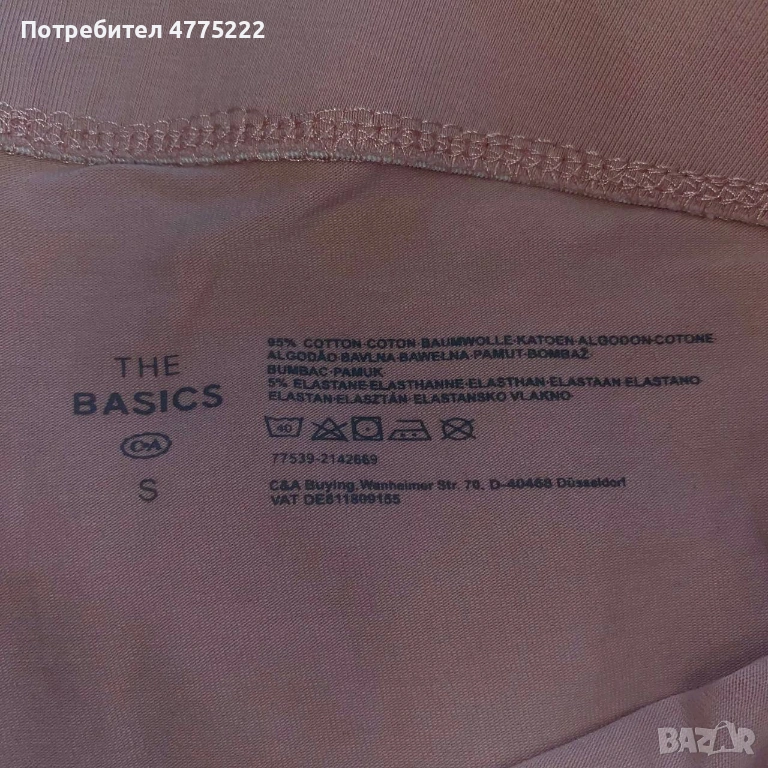 Потребител 4775222
THE
BASICS
C&A
S
95% COTTON·COTON·BAUMWOLLE·KATOEN·ALGODON·COTONE
ALGODÃO·BAVLNA·BAWEŁNA·PAMUT·BOMBAŽ
BUMBAC·PAMUK
5% ELASTANE·ELASTHANNE·ELASTHAN·ELASTAAN·ELASTANO
ELASTAN·ELASZTÁN·ELASTANSKO VLAKNO
40
77539-2142669
C&A Buying, Wanheimer Str. 70, D-40468 Düsseldorf
VAT DE811809155
BAZAR